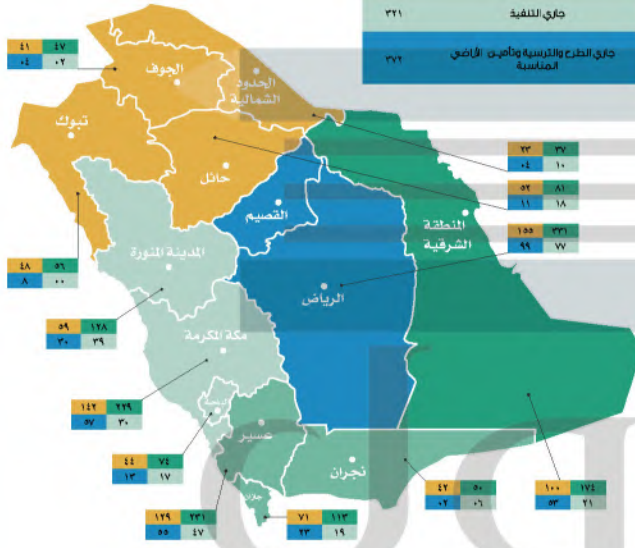 جاري التنفيذ ٣٢١
جاري الطرح والترسية وتأمين الأراضي المناسبة ٣٧٢
٤١ ٤٧
٠٤ ٠٢
الجوف
الحدود الشمالية
تبوك
حائل
٢٣ ٣٧
٠٤ ١٠
٥٢ ٨١
١١ ١٨
القصيم
المنطقة الشرقية
١٥٥ ٣٣١
٩٩ ٧٧
المدينة المنورة
٤٨ ٥٦
٨ ٠٠
الرياض
٥٩ ١٢٨
٣٠ ٣٩
مكة المكرمة
١٤٢ ٢٢٩
٥٧ ٣٠
الباحة
عسير
٤٤ ٧٤
١٣ ١٧
نجران
٤٢ ٥٠
٠٢ ٠٦
١٠٠ ١٧٤
٥٣ ٢١
جازان
١٢٩ ٢٣١
٥٥ ٤٧
٧١ ١١٣
٢٣ ١٩